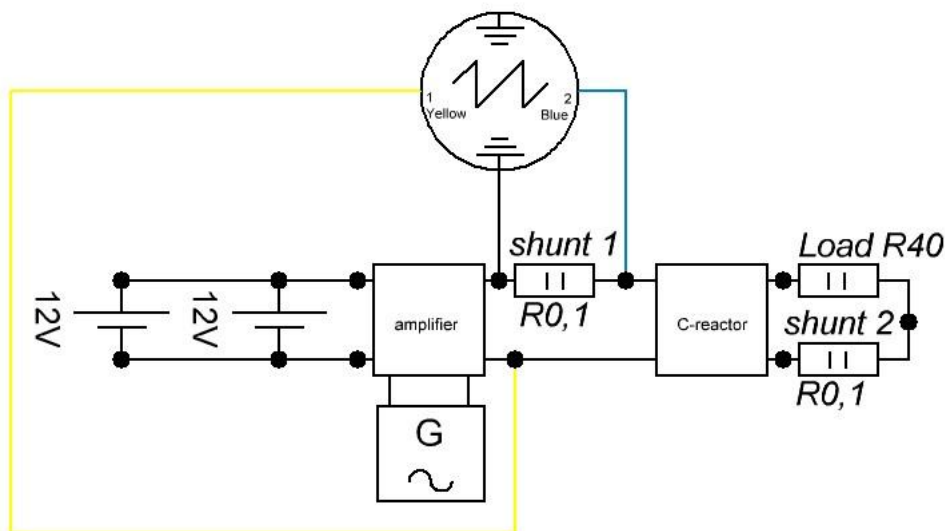 1
2
Yellow
Blue
shunt 1
Load R40
12V
12V
amplifier
R0,1
C-reactor
shunt 2
R0,1
G